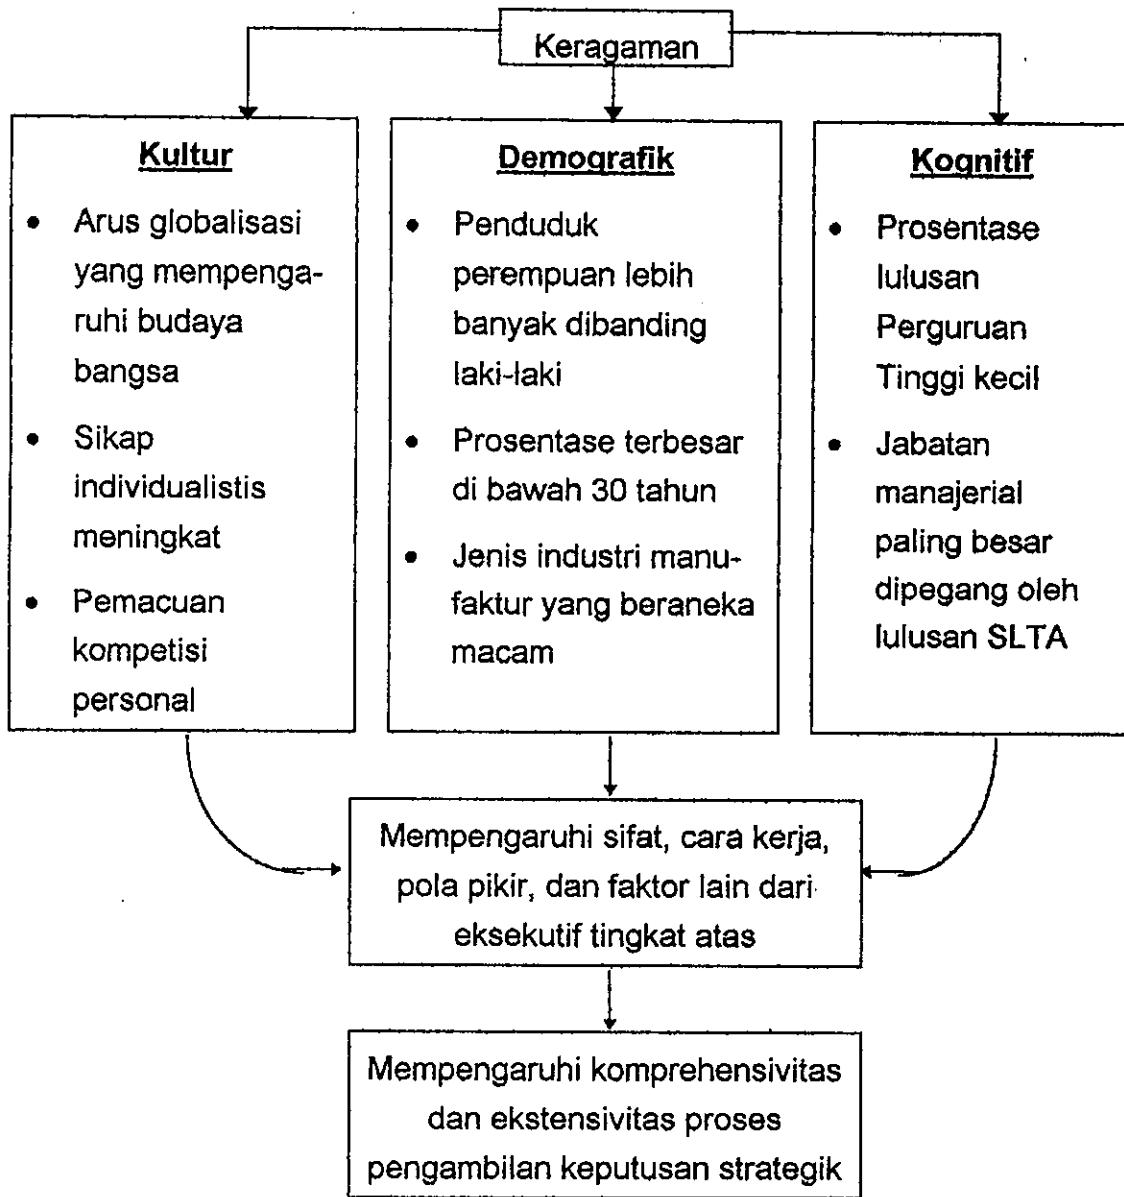 Keragaman
Kultur
• Arus globalisasi
yang mempenga-
ruhi budaya
bangsa
• Sikap
individualistis
meningkat
• Pemacuan
kompetisi
personal
Demografik
• Penduduk
perempuan lebih
banyak dibanding
laki-laki
• Prosentase terbesar
di bawah 30 tahun
• Jenis industri manu-
faktur yang beraneka
macam
Kognitif
• Prosentase
lulusan
Perguruan
Tinggi kecil
• Jabatan
manajerial
paling besar
dipegang oleh
lulusan SLTA
Mempengaruhi sifat, cara kerja,
pola pikir, dan faktor lain dari
eksekutif tingkat atas
Mempengaruhi komprehensivitas
dan ekstensivitas proses
pengambilan keputusan strategik